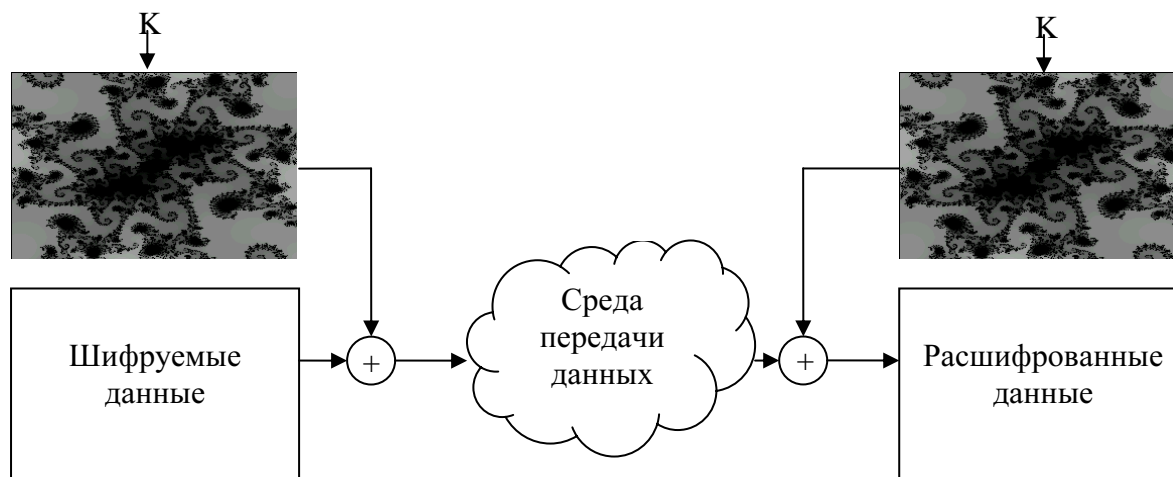 K
K
Шифруемые
данные
+
Среда
передачи
данных
+
Расшифрованные
данные